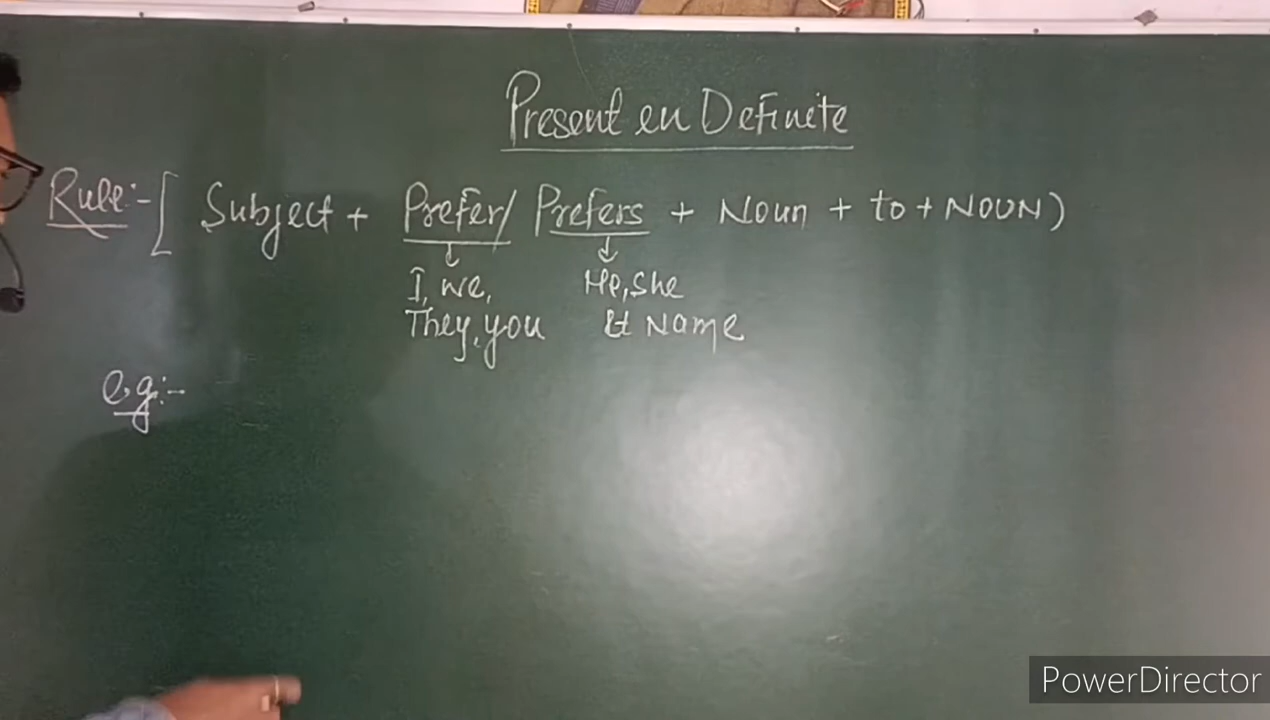 Present en Definite
Rule:- [ Subject + Prefer/ Prefers + Noun + to + NOUN )
I, we, He, She
They, you & Name
e.g:-
PowerDirector